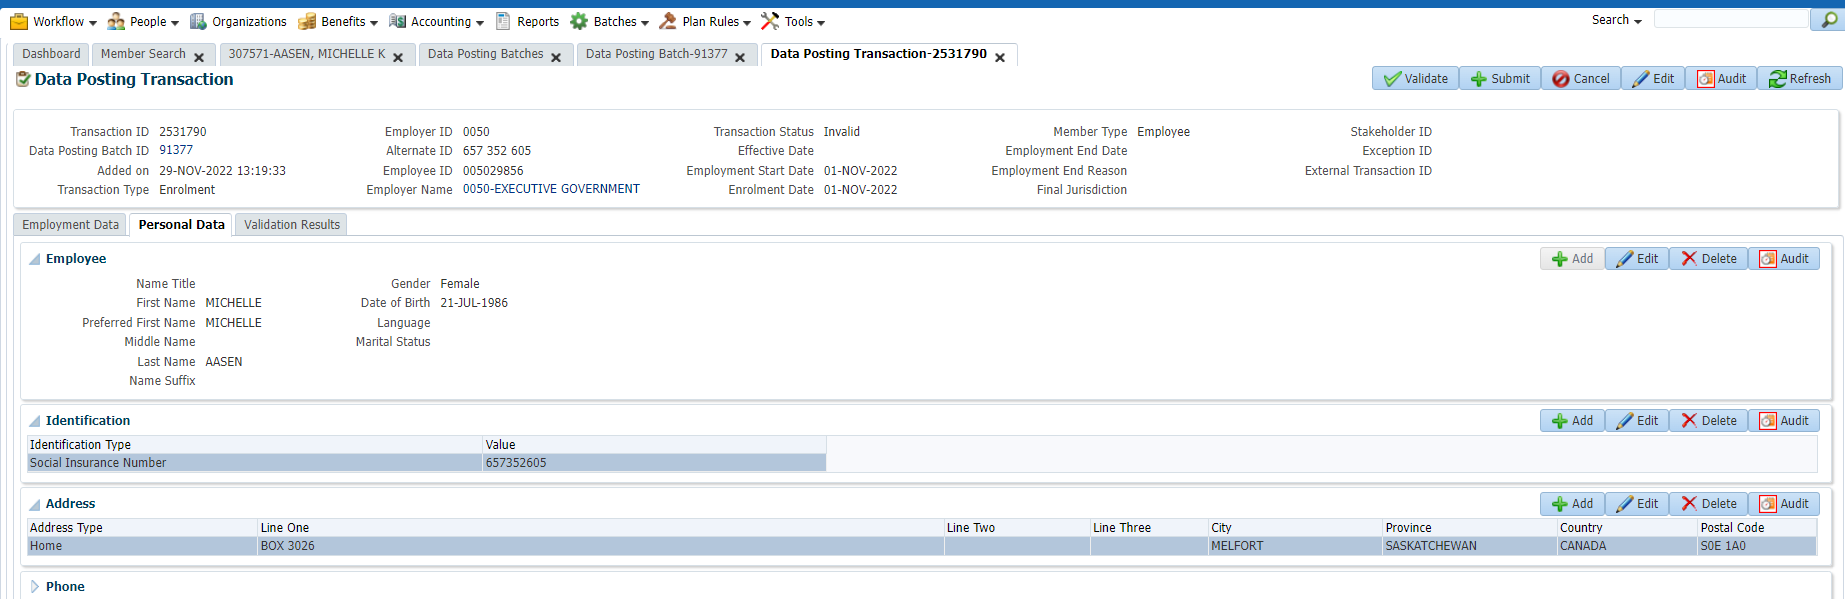 Workflow People Organizations Benefits Accounting Reports Batches Plan Rules Tools Search
Dashboard Member Search 307571-AASEN, MICHELLE K Data Posting Batches Data Posting Batch-91377 Data Posting Transaction-2531790
Data Posting Transaction Validate Submit Cancel Edit Audit Refresh
Transaction ID 2531790 Employer ID 0050 Transaction Status Invalid Member Type Employee Stakeholder ID
Data Posting Batch ID 91377 Alternate ID 657 352 605 Effective Date Employment End Date Exception ID
Added on 29-NOV-2022 13:19:33 Employee ID 005029856 Employment Start Date 01-NOV-2022 Employment End Reason External Transaction ID
Transaction Type Enrolment Employer Name 0050-EXECUTIVE GOVERNMENT Enrolment Date 01-NOV-2022 Final Jurisdiction
Employment Data Personal Data Validation Results
Employee Add Edit Delete Audit
Name Title Gender Female
First Name MICHELLE Date of Birth 21-JUL-1986
Preferred First Name MICHELLE Language
Middle Name Marital Status
Last Name AASEN
Name Suffix
Identification Add Edit Delete Audit
Identification Type Value
Social Insurance Number 657352605
Address Add Edit Delete Audit
Address Type Line One Line Two Line Three City Province Country Postal Code
Home BOX 3026 MELFORT SASKATCHEWAN CANADA S0E 1A0
Phone